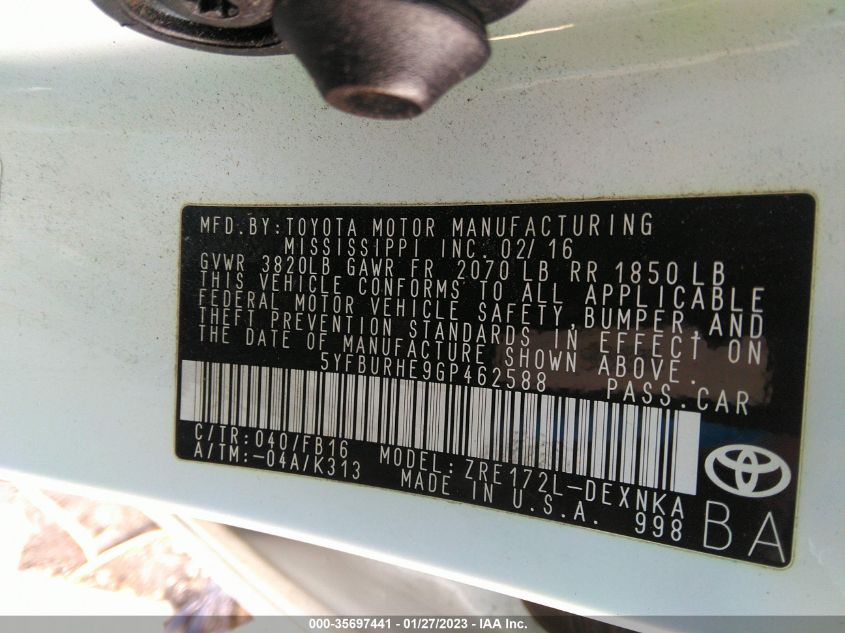 MFD.BY:TOYOTA MOTOR MANUFACTURING
MISSISSIPPI INC. 02/16
GVWR 3820LB GAWR FR 2070 LB RR 1850LB
THIS VEHICLE CONFORMS TO ALL APPLICABLE
FEDERAL MOTOR VEHICLE SAFETY,BUMPER AND
THEFT PREVENTION STANDARDS IN EFFECT ON
THE DATE OF MANUFACTURE SHOWN ABOVE.
5YFBURHE9GP462588 PASS.CAR
C/TR:040/FB16 MODEL:ZRE172L-DEXNKA
A/TM:-04A/K313 MADE IN U.S.A. 998
BA
000-35697441 - 01/27/2023 - IAA Inc.